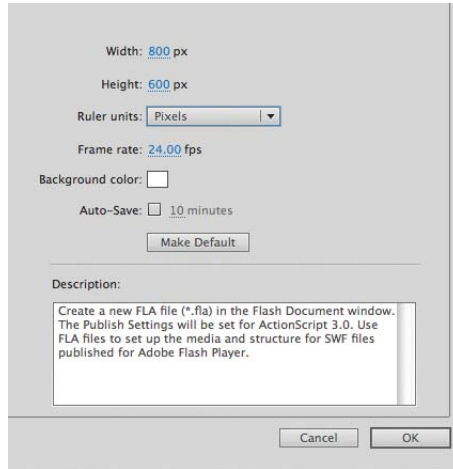 Width: 800 px
Height: 600 px
Ruler units: Pixels
Frame rate: 24.00 fps
Background color:
Auto-Save: 10 minutes
Make Default
Description:
Create a new FLA file (*.fla) in the Flash Document window.
The Publish Settings will be set for ActionScript 3.0. Use
FLA files to set up the media and structure for SWF files
published for Adobe Flash Player.
Cancel OK